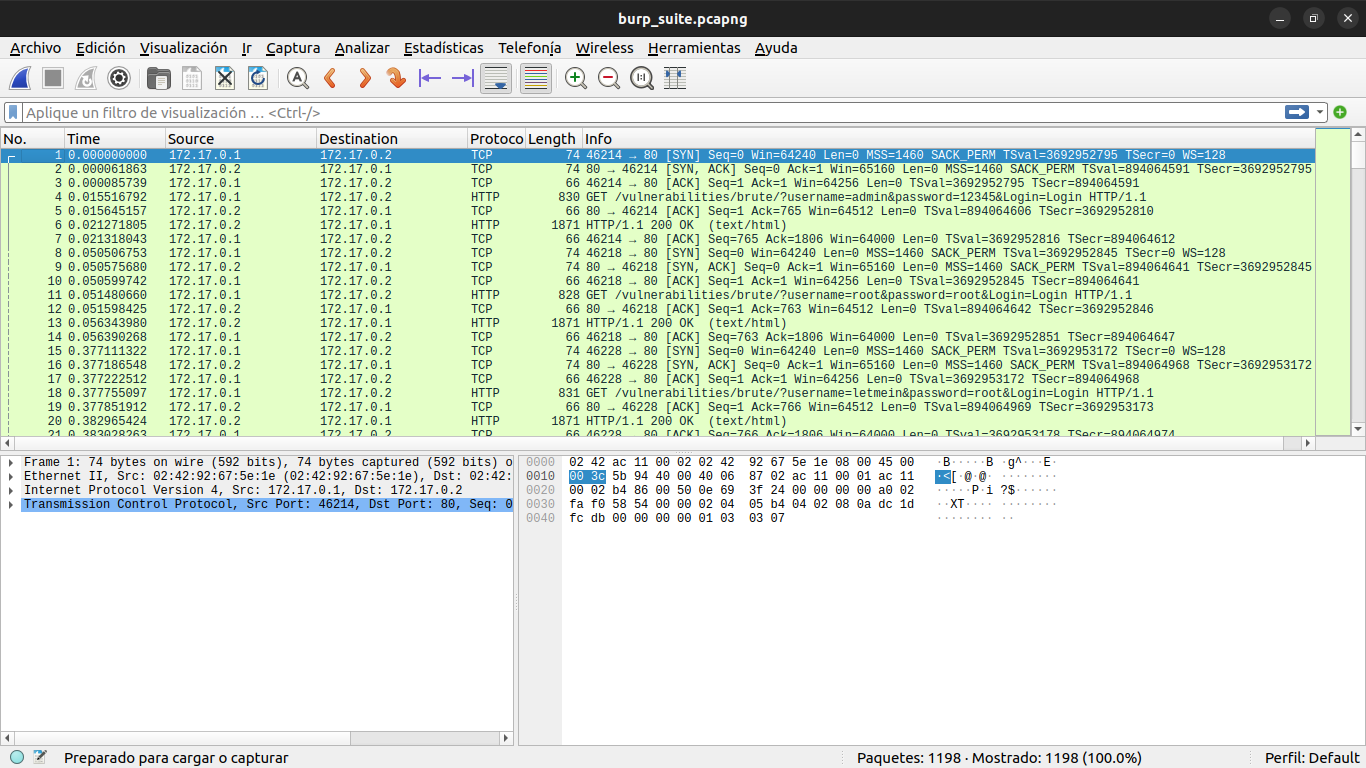 burp_suite.pcapng
Archivo Edición Visualización Ir Captura Analizar Estadísticas Telefonía Wireless Herramientas Ayuda
Aplique un filtro de visualización … <Ctrl-/>
No. Time Source Destination Protoco Length Info
1 0.000000000 172.17.0.1 172.17.0.2 TCP 74 46214 → 80 [SYN] Seq=0 Win=64240 Len=0 MSS=1460 SACK_PERM TSval=3692952795 TSecr=0 WS=128
2 0.000061863 172.17.0.2 172.17.0.1 TCP 74 80 → 46214 [SYN, ACK] Seq=0 Ack=1 Win=65160 Len=0 MSS=1460 SACK_PERM TSval=894064591 TSecr=3692952795
3 0.000085739 172.17.0.1 172.17.0.2 TCP 66 46214 → 80 [ACK] Seq=1 Ack=1 Win=64256 Len=0 TSval=3692952795 TSecr=894064591
4 0.015516792 172.17.0.1 172.17.0.2 HTTP 830 GET /vulnerabilities/brute/?username=admin&password=12345&Login=Login HTTP/1.1
5 0.015645157 172.17.0.2 172.17.0.1 TCP 66 80 → 46214 [ACK] Seq=1 Ack=765 Win=64512 Len=0 TSval=894064606 TSecr=3692952810
6 0.021271805 172.17.0.2 172.17.0.1 HTTP 1871 HTTP/1.1 200 OK (text/html)
7 0.021318043 172.17.0.1 172.17.0.2 TCP 66 46214 → 80 [ACK] Seq=765 Ack=1806 Win=64000 Len=0 TSval=3692952816 TSecr=894064612
8 0.050506753 172.17.0.1 172.17.0.2 TCP 74 46218 → 80 [SYN] Seq=0 Win=64240 Len=0 MSS=1460 SACK_PERM TSval=3692952845 TSecr=0 WS=128
9 0.050575680 172.17.0.2 172.17.0.1 TCP 74 80 → 46218 [SYN, ACK] Seq=0 Ack=1 Win=65160 Len=0 MSS=1460 SACK_PERM TSval=894064641 TSecr=3692952845
10 0.050599742 172.17.0.1 172.17.0.2 TCP 66 46218 → 80 [ACK] Seq=1 Ack=1 Win=64256 Len=0 TSval=3692952845 TSecr=894064641
11 0.051480660 172.17.0.1 172.17.0.2 HTTP 828 GET /vulnerabilities/brute/?username=root&password=root&Login=Login HTTP/1.1
12 0.051598425 172.17.0.2 172.17.0.1 TCP 66 80 → 46218 [ACK] Seq=1 Ack=763 Win=64512 Len=0 TSval=894064642 TSecr=3692952846
13 0.056343980 172.17.0.2 172.17.0.1 HTTP 1871 HTTP/1.1 200 OK (text/html)
14 0.056390268 172.17.0.1 172.17.0.2 TCP 66 46218 → 80 [ACK] Seq=763 Ack=1806 Win=64000 Len=0 TSval=3692952851 TSecr=894064647
15 0.377111322 172.17.0.1 172.17.0.2 TCP 74 46228 → 80 [SYN] Seq=0 Win=64240 Len=0 MSS=1460 SACK_PERM TSval=3692953172 TSecr=0 WS=128
16 0.377186548 172.17.0.2 172.17.0.1 TCP 74 80 → 46228 [SYN, ACK] Seq=0 Ack=1 Win=65160 Len=0 MSS=1460 SACK_PERM TSval=894064968 TSecr=3692953172
17 0.377222512 172.17.0.1 172.17.0.2 TCP 66 46228 → 80 [ACK] Seq=1 Ack=1 Win=64256 Len=0 TSval=3692953172 TSecr=894064968
18 0.377755097 172.17.0.1 172.17.0.2 HTTP 831 GET /vulnerabilities/brute/?username=letmein&password=root&Login=Login HTTP/1.1
19 0.377851912 172.17.0.2 172.17.0.1 TCP 66 80 → 46228 [ACK] Seq=1 Ack=766 Win=64512 Len=0 TSval=894064969 TSecr=3692953173
20 0.382965424 172.17.0.2 172.17.0.1 HTTP 1871 HTTP/1.1 200 OK (text/html)
21 0.383028263 172.17.0.1 172.17.0.2 TCP 66 46228 → 80 [ACK] Seq=766 Ack=1806 Win=64000 Len=0 TSval=3692953178 TSecr=894064974
Frame 1: 74 bytes on wire (592 bits), 74 bytes captured (592 bits) o
Ethernet II, Src: 02:42:92:67:5e:1e (02:42:92:67:5e:1e), Dst: 02:42:
Internet Protocol Version 4, Src: 172.17.0.1, Dst: 172.17.0.2
Transmission Control Protocol, Src Port: 46214, Dst Port: 80, Seq: 0
0000 02 42 ac 11 00 02 02 42 92 67 5e 1e 08 00 45 00 ·B·····B ·g^···E·
0010 00 3c 5b 94 40 00 40 06 87 02 ac 11 00 01 ac 11 ·<[·@·@· ········
0020 00 02 b4 86 00 50 0e 69 3f 24 00 00 00 00 a0 02 ·····P·i ?$······
0030 fa f0 58 54 00 00 02 04 05 b4 04 02 08 0a dc 1d ··XT···· ········
0040 fc db 00 00 00 00 01 03 03 07 ········ ··
Preparado para cargar o capturar
Paquetes: 1198 · Mostrado: 1198 (100.0%)
Perfil: Default